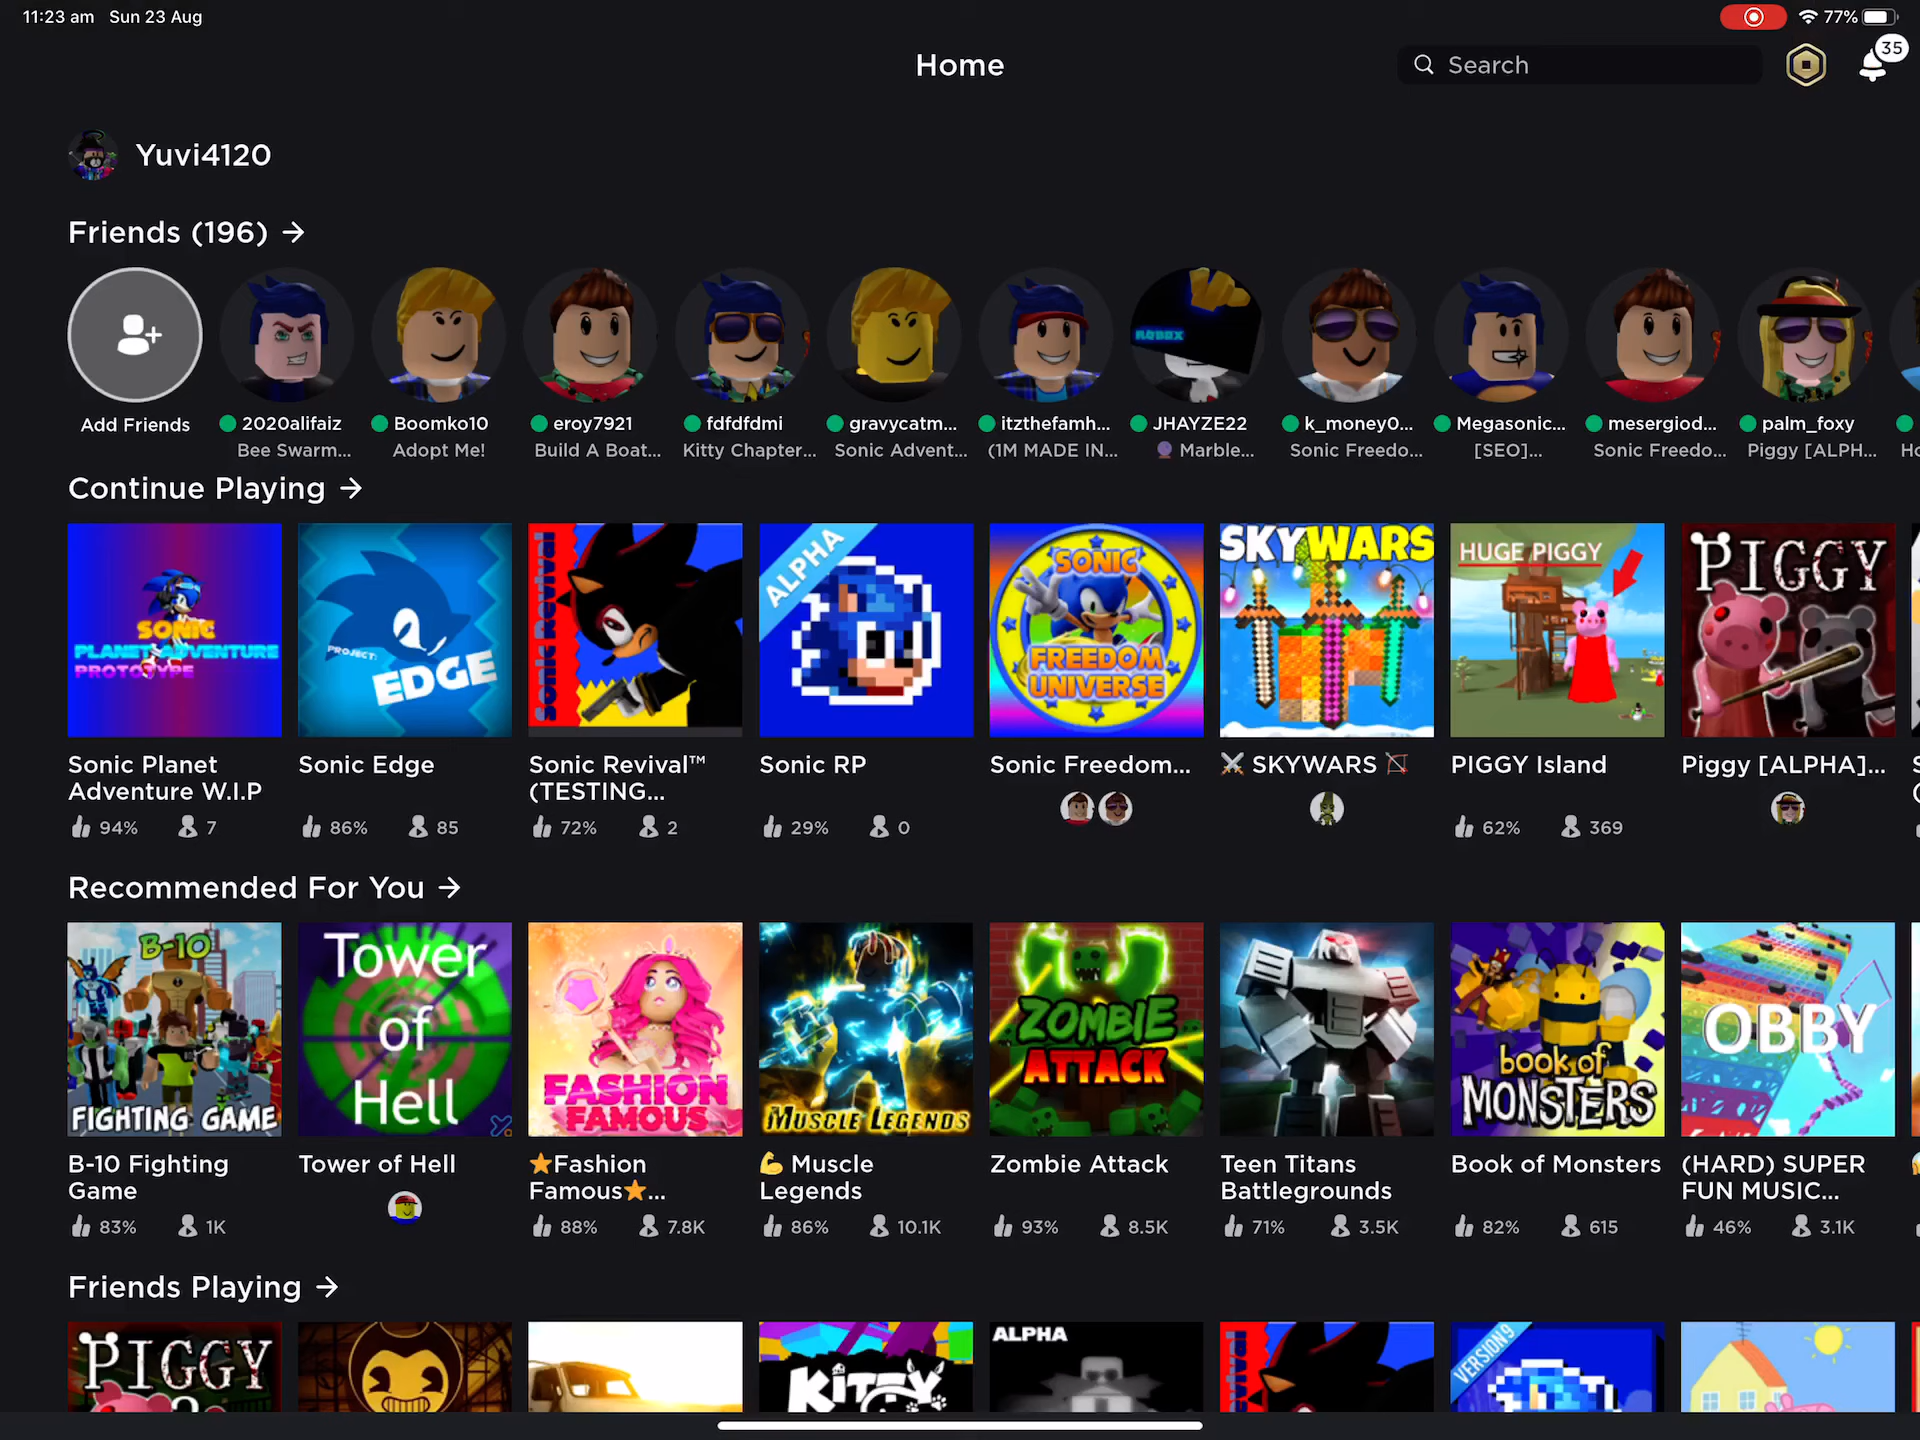 11:23 am Sun 23 Aug
77%
Home
Search
35
Yuvi4120
Friends (196) →
Add Friends
2020alifaiz
Bee Swarm...
Boomko10
Adopt Me!
eroy7921
Build A Boat...
fdfdfdmi
Kitty Chapter...
gravycatm...
Sonic Advent...
itzthefamh...
(1M MADE IN...
ROBOX
JHAYZE22
🔮 Marble...
k_money0...
Sonic Freedo...
Megasonic...
[SEO]...
mesergiod...
Sonic Freedo...
palm_foxy
Piggy [ALPH...
Continue Playing →
SONIC
PLANET ADVENTURE
PROTOTYPE
PROJECT:
EDGE
Sonic Revival
ALPHA
SONIC
FREEDOM
UNIVERSE
SKYWARS
HUGE PIGGY
PIGGY
Sonic Planet
Adventure W.I.P
94% 7
Sonic Edge
86% 85
Sonic Revival™
(TESTING...
72% 2
Sonic RP
29% 0
Sonic Freedom...
⚔ SKYWARS 🏹
PIGGY Island
62% 369
Piggy [ALPHA]...
Recommended For You →
B-10
FIGHTING GAME
Tower
of
Hell
FASHION
FAMOUS
MUSCLE LEGENDS
ZOMBIE
ATTACK
book of
MONSTERS
OBBY
B-10 Fighting
Game
83% 1K
Tower of Hell
⭐Fashion
Famous⭐...
88% 7.8K
💪 Muscle
Legends
86% 10.1K
Zombie Attack
93% 8.5K
Teen Titans
Battlegrounds
71% 3.5K
Book of Monsters
82% 615
(HARD) SUPER
FUN MUSIC...
46% 3.1K
Friends Playing →
PIGGY
KITTY
ALPHA
VERSION9